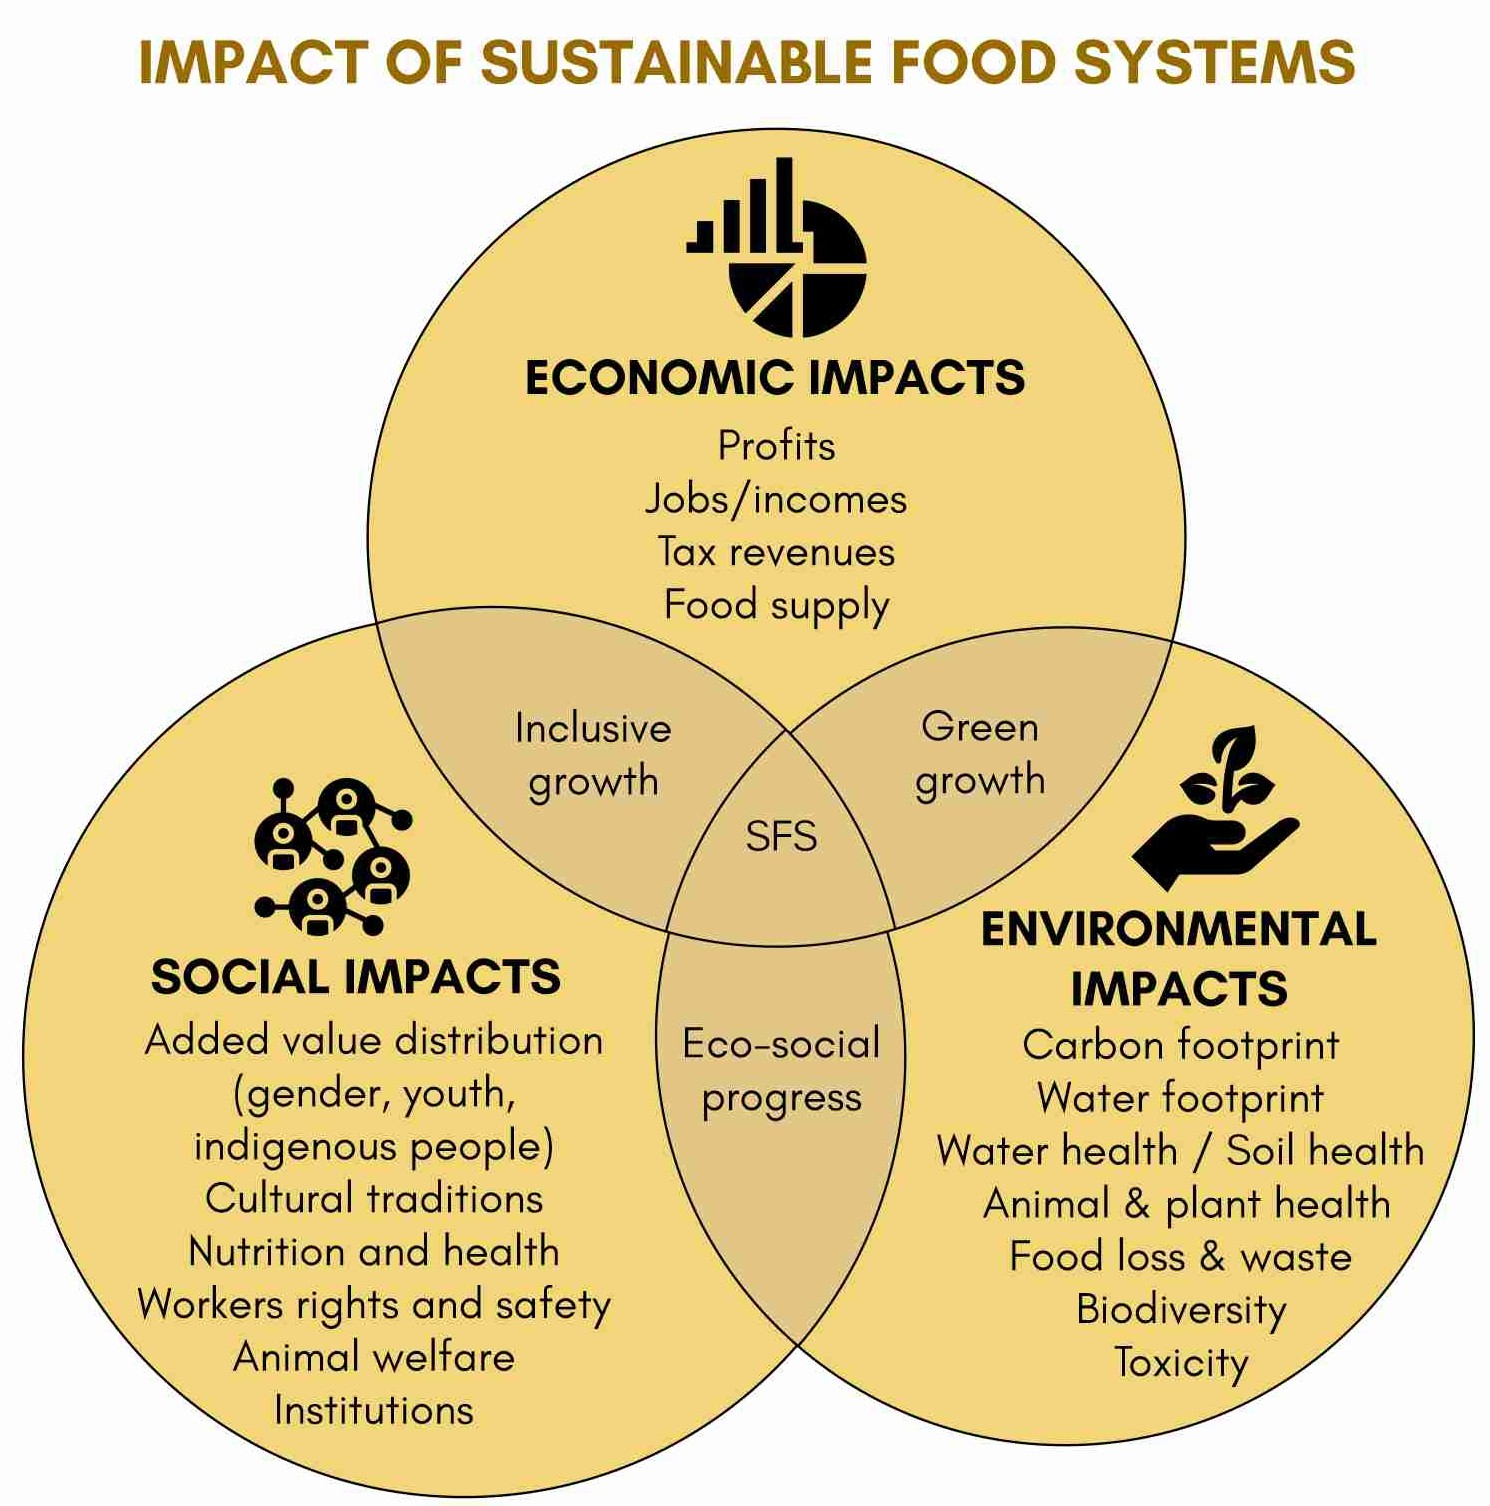 IMPACT OF SUSTAINABLE FOOD SYSTEMS
ECONOMIC IMPACTS
Profits
Jobs/incomes
Tax revenues
Food supply
Inclusive
growth
Green
growth
SFS
SOCIAL IMPACTS
Added value distribution
(gender, youth,
indigenous people)
Cultural traditions
Nutrition and health
Workers rights and safety
Animal welfare
Institutions
Eco-social
progress
ENVIRONMENTAL
IMPACTS
Carbon footprint
Water footprint
Water health / Soil health
Animal & plant health
Food loss & waste
Biodiversity
Toxicity